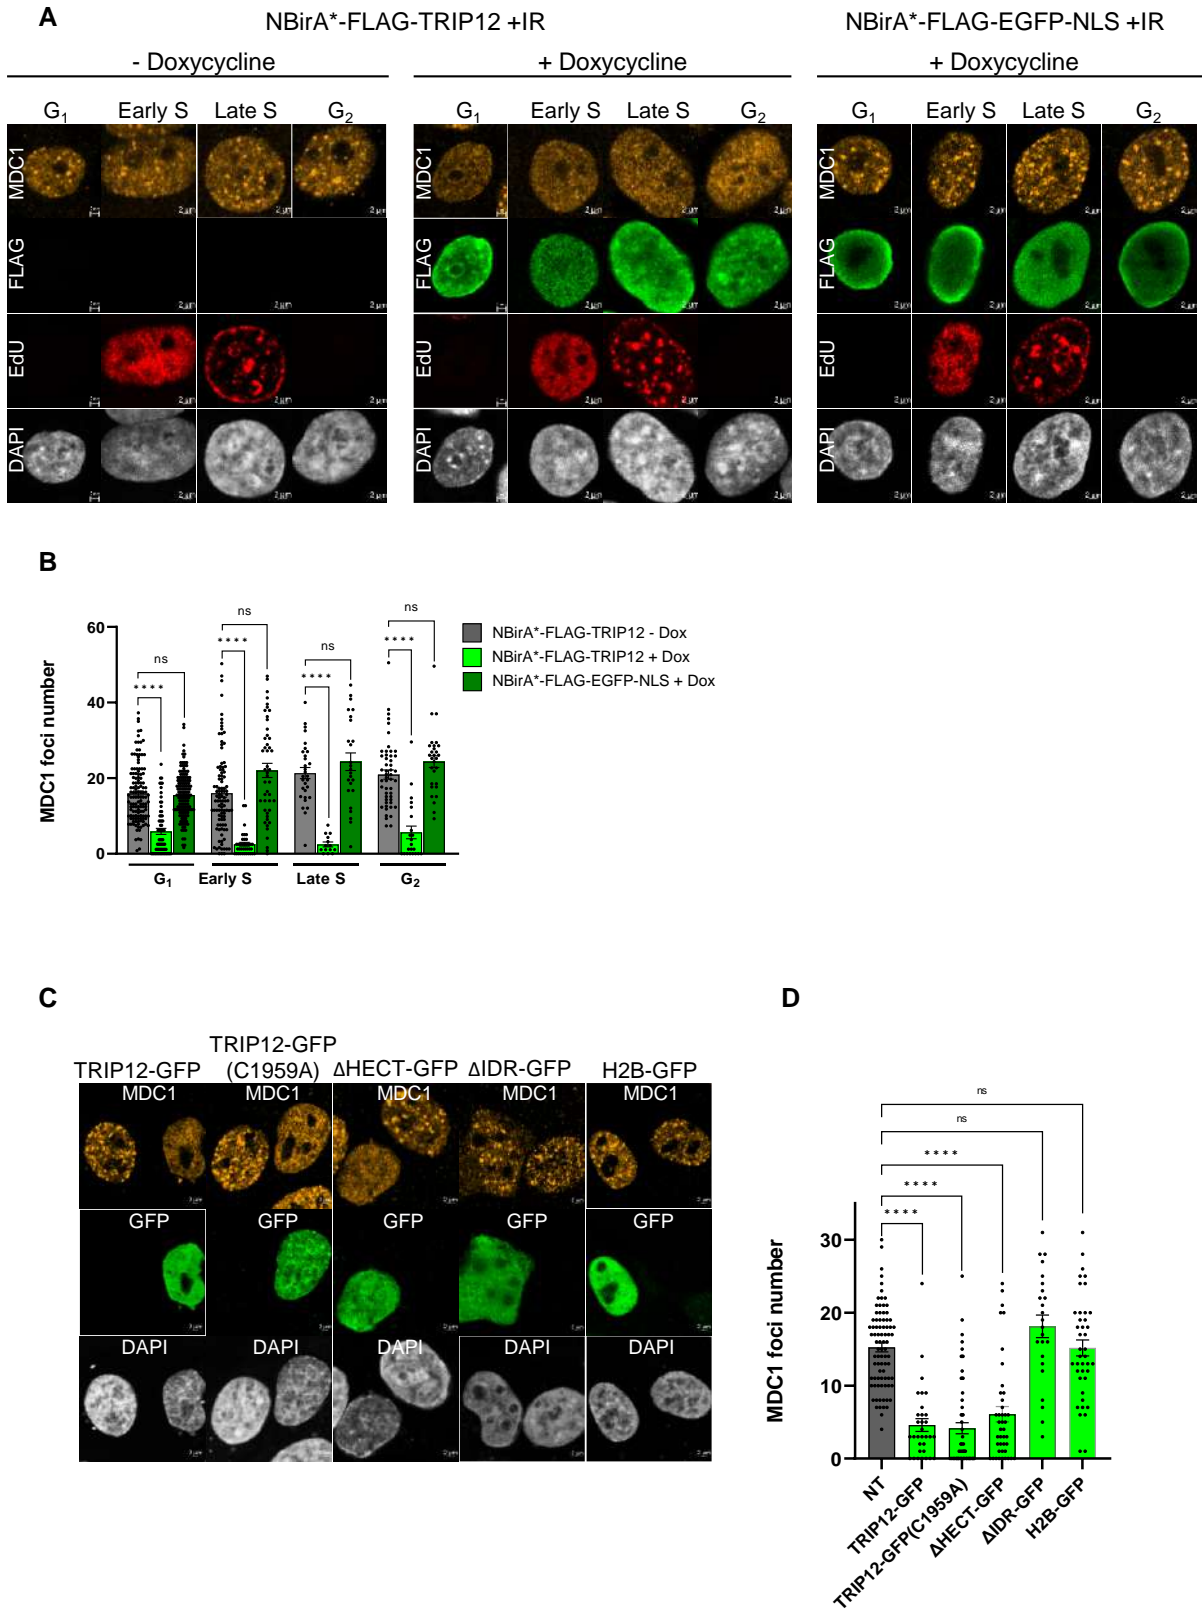 A
NBirA*-FLAG-TRIP12 +IR
NBirA*-FLAG-EGFP-NLS +IR
- Doxycycline
+ Doxycycline
+ Doxycycline
G1 Early S Late S G2
G1 Early S Late S G2
G1 Early S Late S G2
MDC1
MDC1
MDC1
FLAG
FLAG
FLAG
EdU
EdU
EdU
DAPI
DAPI
DAPI
B
MDC1 foci number
60
40
20
0
ns
****
ns
****
ns
****
ns
****
G1
Early S
Late S
G2
NBirA*-FLAG-TRIP12 - Dox
NBirA*-FLAG-TRIP12 + Dox
NBirA*-FLAG-EGFP-NLS + Dox
C
TRIP12-GFP
TRIP12-GFP
(C1959A)
ΔHECT-GFP
ΔIDR-GFP
H2B-GFP
MDC1 MDC1 MDC1 MDC1 MDC1
GFP GFP GFP GFP GFP
DAPI DAPI DAPI DAPI DAPI
D
ns
ns
****
****
****
MDC1 foci number
30
20
10
0
NT
TRIP12-GFP
TRIP12-GFP(C1959A)
ΔHECT-GFP
ΔIDR-GFP
H2B-GFP